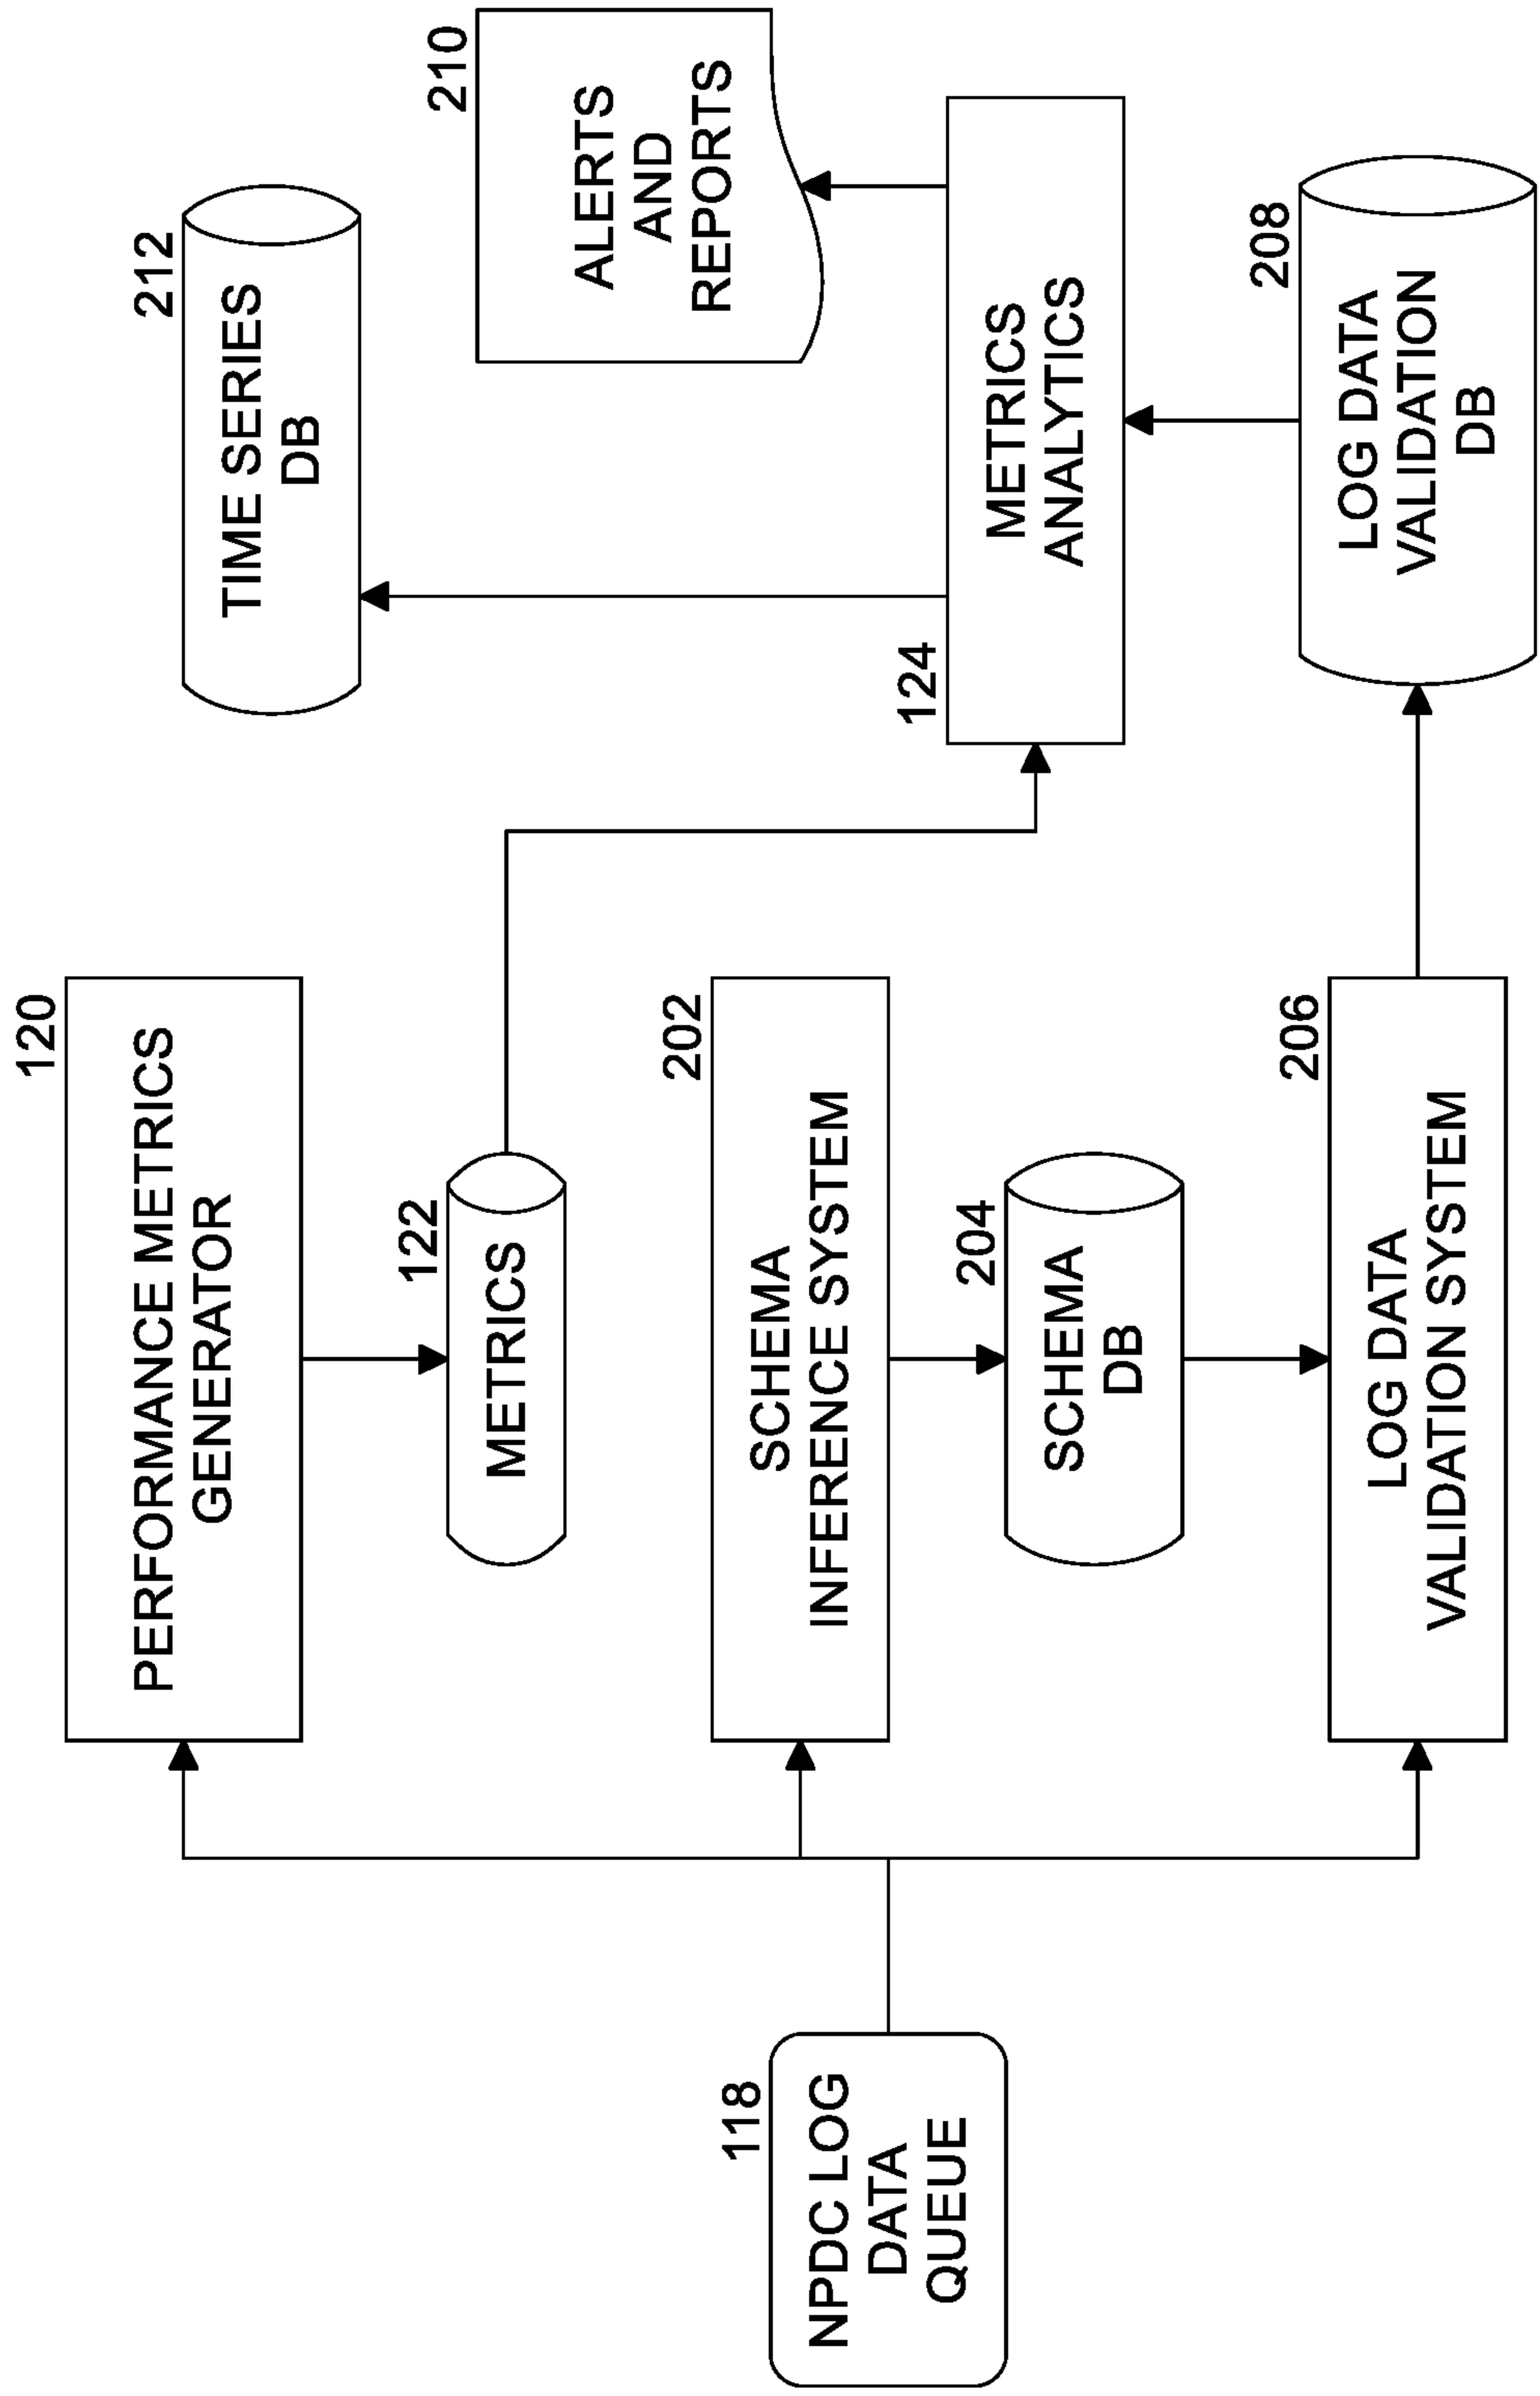 118
NPDC LOG
DATA
QUEUE
120
PERFORMANCE METRICS
GENERATOR
122
METRICS
202
SCHEMA
INFERENCE SYSTEM
204
SCHEMA
DB
206
LOG DATA
VALIDATION SYSTEM
212
TIME SERIES
DB
210
ALERTS
AND
REPORTS
124
METRICS
ANALYTICS
208
LOG DATA
VALIDATION
DB